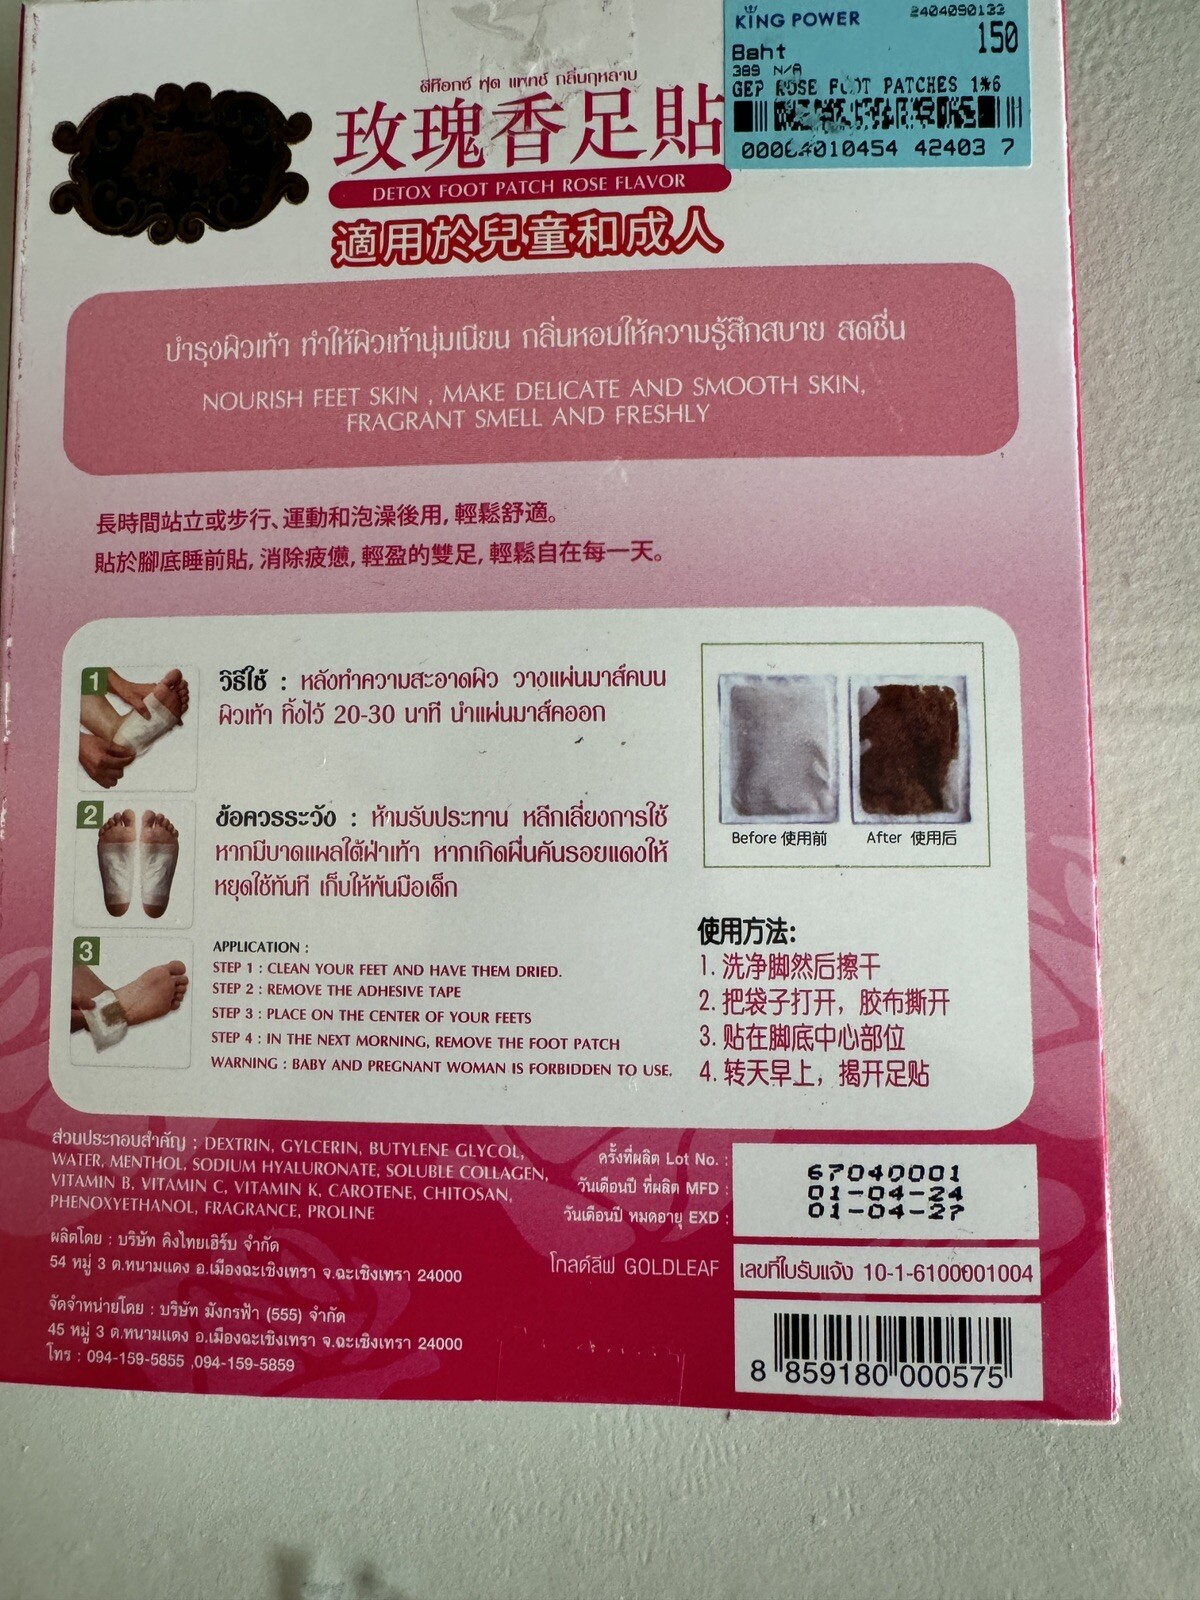 KING POWER
2404090133
Baht
150
389 N/A
GEP ROSE FOOT PATCHES 1*6
42403 7
ดีท๊อกซ์ ฟุต แพทช์ กลิ่นกุหลาบ
玫瑰香足貼
DETOX FOOT PATCH ROSE FLAVOR
適用於兒童和成人
บำรุงผิวเท้า ทำให้ผิวเท้านุ่มเนียน กลิ่นหอมให้ความรู้สึกสบาย สดชื่น
NOURISH FEET SKIN , MAKE DELICATE AND SMOOTH SKIN,
FRAGRANT SMELL AND FRESHLY
長時間站立或步行、運動和泡澡後用, 輕鬆舒適。
貼於腳底睡前貼, 消除疲憊, 輕盈的雙足, 輕鬆自在每一天。
1
วิธีใช้ : หลังทำความสะอาดผิว วางแผ่นมาส์คบน
ผิวเท้า ทิ้งไว้ 20-30 นาที นำแผ่นมาส์คออก
2
ข้อควรระวัง : ห้ามรับประทาน หลีกเลี่ยงการใช้
หากมีบาดแผลใต้ฝ่าเท้า หากเกิดผื่นคันรอยแดงให้
หยุดใช้ทันที เก็บให้พ้นมือเด็ก
3
APPLICATION :
STEP 1 : CLEAN YOUR FEET AND HAVE THEM DRIED.
STEP 2 : REMOVE THE ADHESIVE TAPE
STEP 3 : PLACE ON THE CENTER OF YOUR FEETS
STEP 4 : IN THE NEXT MORNING, REMOVE THE FOOT PATCH
WARNING : BABY AND PREGNANT WOMAN IS FORBIDDEN TO USE.
Before 使用前
After 使用后
使用方法:
1. 洗净脚然后擦干
2. 把袋子打开，胶布撕开
3. 贴在脚底中心部位
4. 转天早上，揭开足贴
ส่วนประกอบสำคัญ : DEXTRIN, GYLCERIN, BUTYLENE GLYCOL,
WATER, MENTHOL, SODIUM HYALURONATE, SOLUBLE COLLAGEN,
VITAMIN B, VITAMIN C, VITAMIN K, CAROTENE, CHITOSAN,
PHENOXYETHANOL, FRAGRANCE, PROLINE
ผลิตโดย : บริษัท คิงไทยเฮิร์บ จำกัด
54 หมู่ 3 ต.หนามแดง อ.เมืองฉะเชิงเทรา จ.ฉะเชิงเทรา 24000
จัดจำหน่ายโดย : บริษัท มังกรฟ้า (555) จำกัด
45 หมู่ 3 ต.หนามแดง อ.เมืองฉะเชิงเทรา จ.ฉะเชิงเทรา 24000
โทร : 094-159-5855 ,094-159-5859
ครั้งที่ผลิต Lot No. : 67040001
วันเดือนปี ที่ผลิต MFD : 01-04-24
วันเดือนปี หมดอายุ EXD : 01-04-27
โกลด์ลีฟ GOLDLEAF
เลขที่ใบรับแจ้ง 10-1-6100001004
8 859180 000575